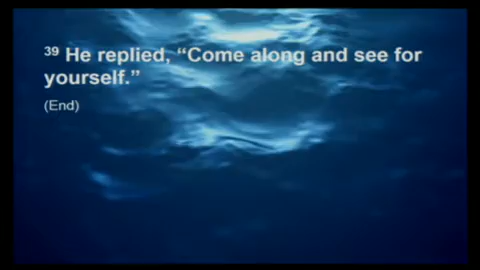 ³⁹ He replied, “Come along and see for
yourself.”
(End)